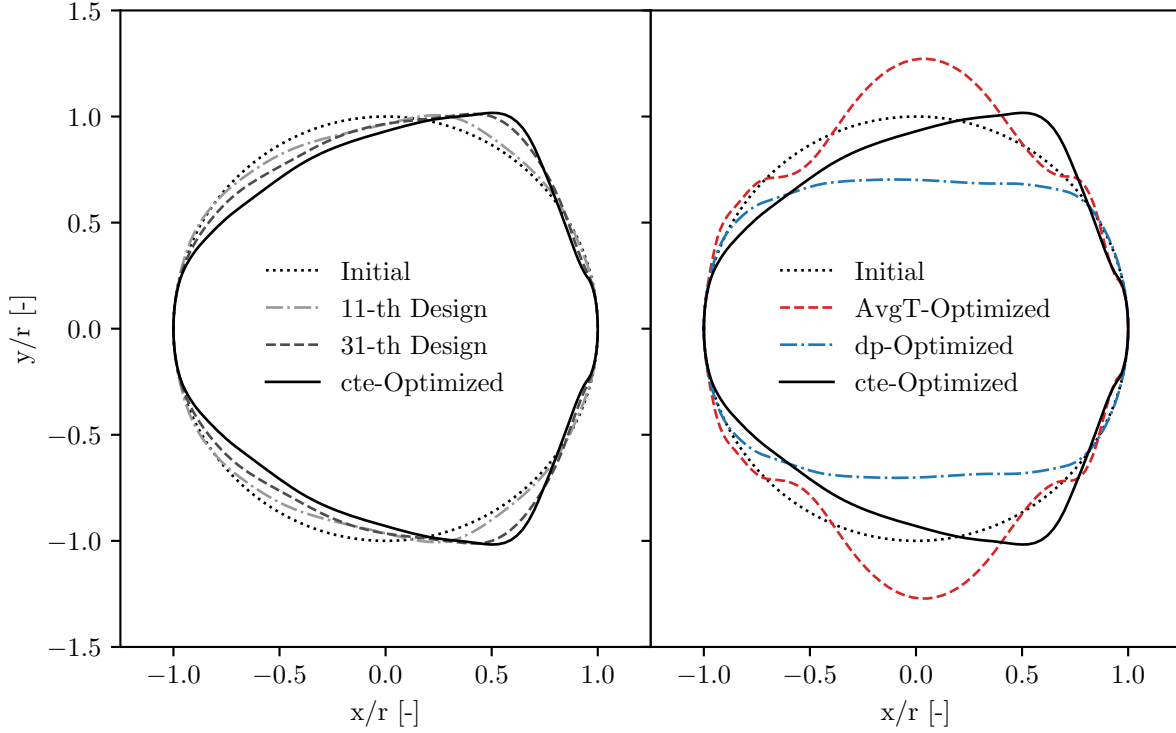 1.5
1.0
0.5
0.0
−0.5
−1.0
−1.5
y/r [-]
Initial
11-th Design
31-th Design
cte-Optimized
−1.0 −0.5 0.0 0.5 1.0
x/r [-]
Initial
AvgT-Optimized
dp-Optimized
cte-Optimized
−1.0 −0.5 0.0 0.5 1.0
x/r [-]